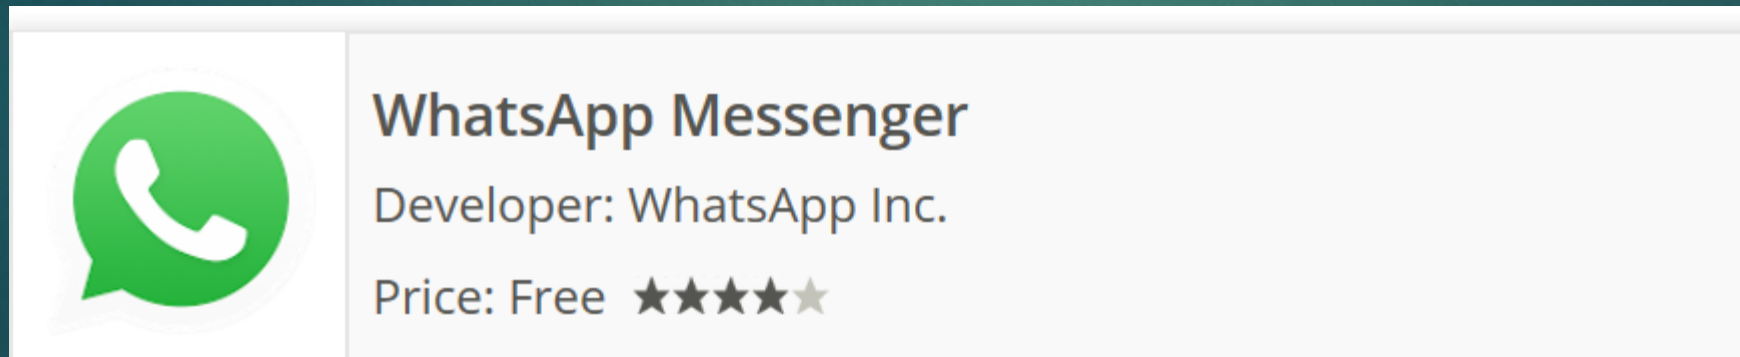 WhatsApp Messenger
Developer: WhatsApp Inc.
Price: Free ★★★★★